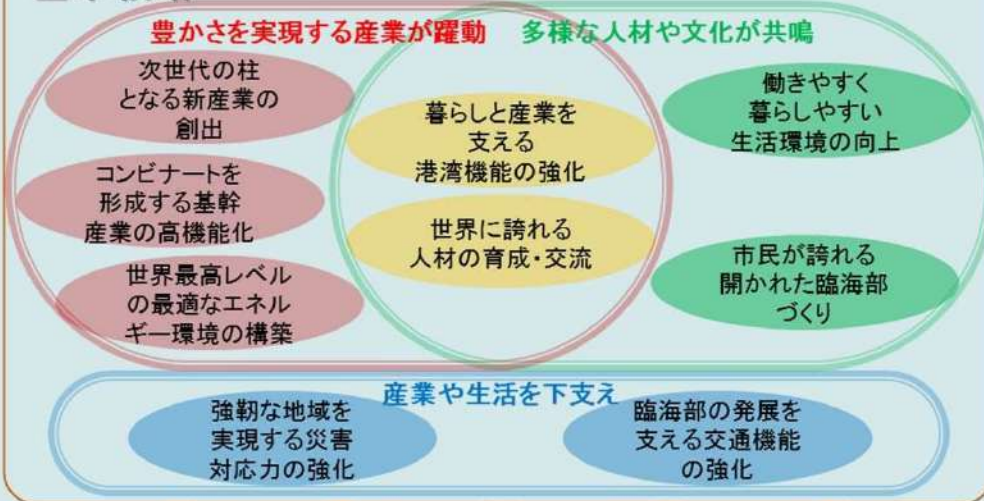 豊かさを実現する産業が躍動
多様な人材や文化が共鳴
次世代の柱
となる新産業の
創出
コンビナートを
形成する基幹
産業の高機能化
世界最高レベル
の最適なエネル
ギー環境の構築
暮らしと産業を
支える
港湾機能の強化
世界に誇れる
人材の育成・交流
働きやすく
暮らしやすい
生活環境の向上
市民が誇れる
開かれた臨海部
づくり
産業や生活を下支え
強靭な地域を
実現する災害
対応力の強化
臨海部の発展を
支える交通機能
の強化